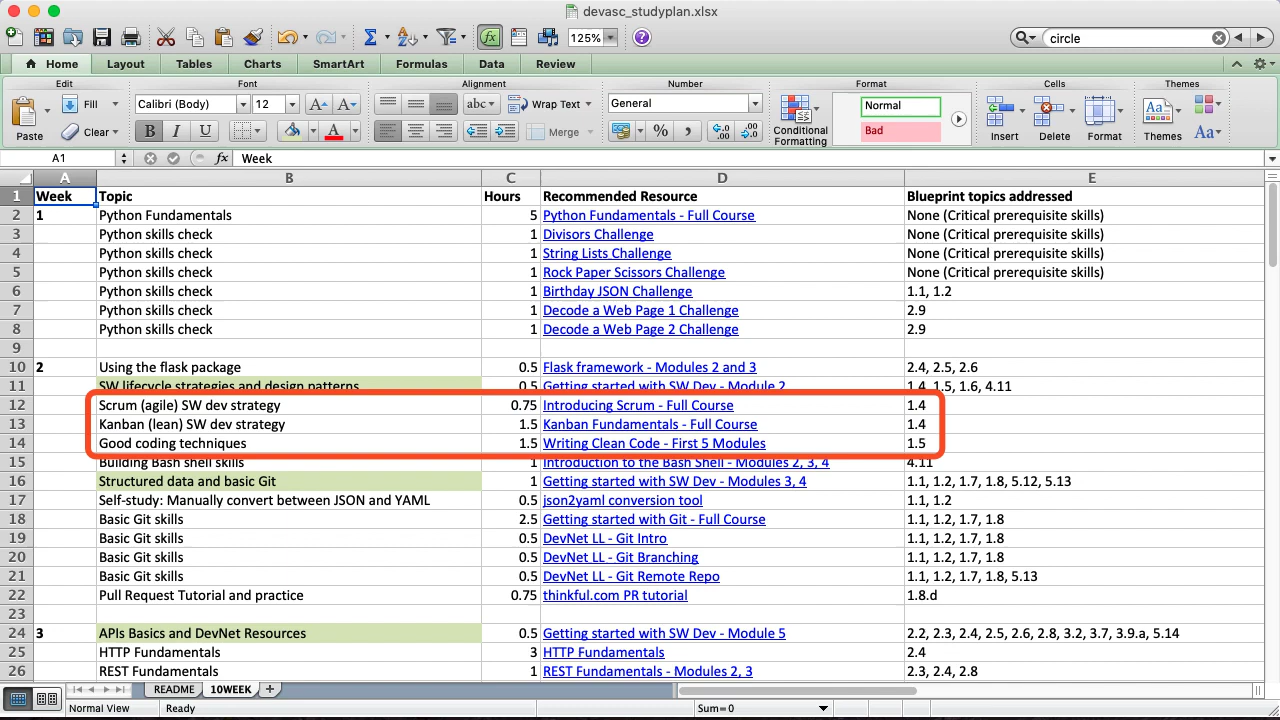 devasc_studyplan.xlsx
125%
circle
Home Layout Tables Charts SmartArt Formulas Data Review
Edit Font Alignment Number Format Cells Themes
Paste Fill Calibri (Body) 12 abc Wrap Text General Conditional Formatting Normal Insert Delete Format Themes Aa
Clear B I U Merge % Bad
A1 fx Week
A B C D E
1 Week Topic Hours Recommended Resource Blueprint topics addressed
2 1 Python Fundamentals 5 Python Fundamentals - Full Course None (Critical prerequisite skills)
3 Python skills check 1 Divisors Challenge None (Critical prerequisite skills)
4 Python skills check 1 String Lists Challenge None (Critical prerequisite skills)
5 Python skills check 1 Rock Paper Scissors Challenge None (Critical prerequisite skills)
6 Python skills check 1 Birthday JSON Challenge 1.1, 1.2
7 Python skills check 1 Decode a Web Page 1 Challenge 2.9
8 Python skills check 1 Decode a Web Page 2 Challenge 2.9
9
10 2 Using the flask package 0.5 Flask framework - Modules 2 and 3 2.4, 2.5, 2.6
11 SW lifecycle strategies and design patterns 0.5 Getting started with SW Dev - Module 2 1.4, 1.5, 1.6, 4.11
12 Scrum (agile) SW dev strategy 0.75 Introducing Scrum - Full Course 1.4
13 Kanban (lean) SW dev strategy 1.5 Kanban Fundamentals - Full Course 1.4
14 Good coding techniques 1.5 Writing Clean Code - First 5 Modules 1.5
15 Building Bash shell skills 1 Introduction to the Bash Shell - Modules 2, 3, 4 4.11
16 Structured data and basic Git 1 Getting started with SW Dev - Modules 3, 4 1.1, 1.2, 1.7, 1.8, 5.12, 5.13
17 Self-study: Manually convert between JSON and YAML 0.5 json2yaml conversion tool 1.1, 1.2
18 Basic Git skills 2.5 Getting started with Git - Full Course 1.1, 1.2, 1.7, 1.8
19 Basic Git skills 0.5 DevNet LL - Git Intro 1.1, 1.2, 1.7, 1.8
20 Basic Git skills 0.5 DevNet LL - Git Branching 1.1, 1.2, 1.7, 1.8
21 Basic Git skills 0.5 DevNet LL - Git Remote Repo 1.1, 1.2, 1.7, 1.8, 5.13
22 Pull Request Tutorial and practice 0.75 thinkful.com PR tutorial 1.8.d
23
24 3 APIs Basics and DevNet Resources 0.5 Getting started with SW Dev - Module 5 2.2, 2.3, 2.4, 2.5, 2.6, 2.8, 3.2, 3.7, 3.9.a, 5.14
25 HTTP Fundamentals 3 HTTP Fundamentals 2.4
26 REST Fundamentals 1 REST Fundamentals - Modules 2, 3 2.3, 2.4, 2.8
README 10WEEK
Normal View Ready Sum=0